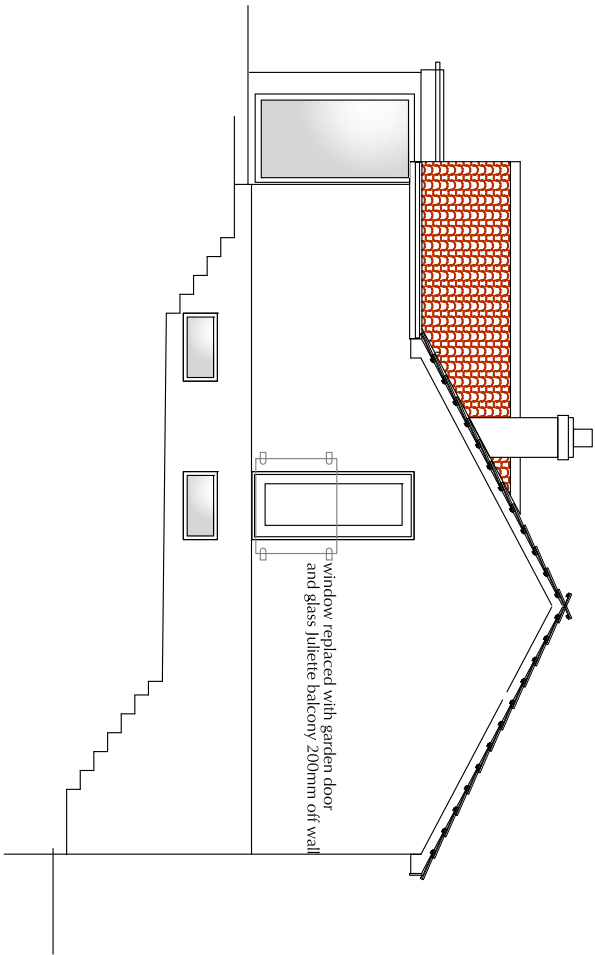 window replaced with garden door
and glass Juliette balcony 200mm off wall